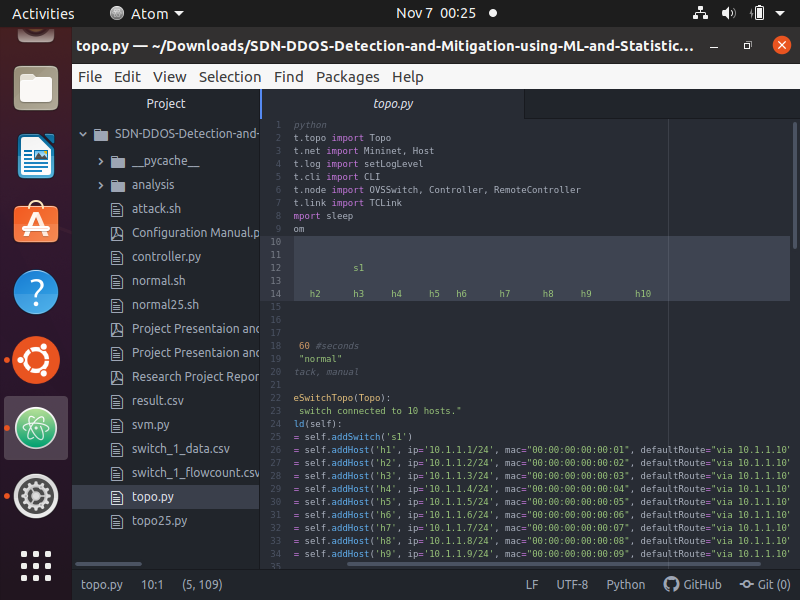 Activities Atom Nov 7 00:25
topo.py — ~/Downloads/SDN-DDOS-Detection-and-Mitigation-using-ML-and-Statistic...
File Edit View Selection Find Packages Help
Project
SDN-DDOS-Detection-and-
__pycache__
analysis
attack.sh
Configuration Manual.p
controller.py
normal.sh
normal25.sh
Project Presentaion and
Project Presentaion and
Research Project Repor
result.csv
svm.py
switch_1_data.csv
switch_1_flowcount.csv
topo.py
topo25.py
topo.py
1 python
2 t.topo import Topo
3 t.net import Mininet, Host
4 t.log import setLogLevel
5 t.cli import CLI
6 t.node import OVSSwitch, Controller, RemoteController
7 t.link import TCLink
8 mport sleep
9 om
10
11
12 s1
13
14 h2 h3 h4 h5 h6 h7 h8 h9 h10
15
16
17
18 60 #seconds
19 "normal"
20 tack, manual
21
22 eSwitchTopo(Topo):
23 switch connected to 10 hosts."
24 ld(self):
25 = self.addSwitch('s1')
26 = self.addHost('h1', ip='10.1.1.1/24', mac="00:00:00:00:00:01", defaultRoute="via 10.1.1.10"
27 = self.addHost('h2', ip='10.1.1.2/24', mac="00:00:00:00:00:02", defaultRoute="via 10.1.1.10"
28 = self.addHost('h3', ip='10.1.1.3/24', mac="00:00:00:00:00:03", defaultRoute="via 10.1.1.10"
29 = self.addHost('h4', ip='10.1.1.4/24', mac="00:00:00:00:00:04", defaultRoute="via 10.1.1.10"
30 = self.addHost('h5', ip='10.1.1.5/24', mac="00:00:00:00:00:05", defaultRoute="via 10.1.1.10"
31 = self.addHost('h6', ip='10.1.1.6/24', mac="00:00:00:00:00:06", defaultRoute="via 10.1.1.10"
32 = self.addHost('h7', ip='10.1.1.7/24', mac="00:00:00:00:00:07", defaultRoute="via 10.1.1.10"
33 = self.addHost('h8', ip='10.1.1.8/24', mac="00:00:00:00:00:08", defaultRoute="via 10.1.1.10"
34 = self.addHost('h9', ip='10.1.1.9/24', mac="00:00:00:00:00:09", defaultRoute="via 10.1.1.10"
35
topo.py 10:1 (5, 109) LF UTF-8 Python GitHub Git (0)